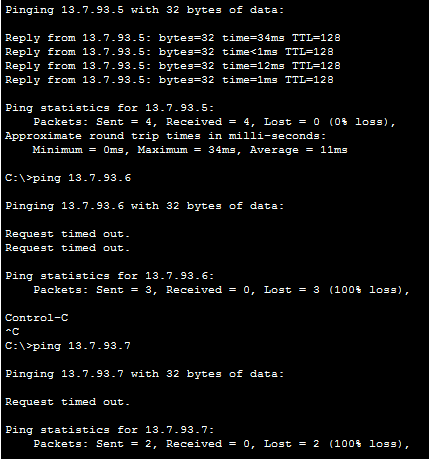 Pinging 13.7.93.5 with 32 bytes of data:
Reply from 13.7.93.5: bytes=32 time=34ms TTL=128
Reply from 13.7.93.5: bytes=32 time<1ms TTL=128
Reply from 13.7.93.5: bytes=32 time=12ms TTL=128
Reply from 13.7.93.5: bytes=32 time=1ms TTL=128
Ping statistics for 13.7.93.5:
    Packets: Sent = 4, Received = 4, Lost = 0 (0% loss),
Approximate round trip times in milli-seconds:
    Minimum = 0ms, Maximum = 34ms, Average = 11ms
C:\>ping 13.7.93.6
Pinging 13.7.93.6 with 32 bytes of data:
Request timed out.
Request timed out.
Ping statistics for 13.7.93.6:
    Packets: Sent = 3, Received = 0, Lost = 3 (100% loss),
Control-C
^C
C:\>ping 13.7.93.7
Pinging 13.7.93.7 with 32 bytes of data:
Request timed out.
Ping statistics for 13.7.93.7:
    Packets: Sent = 2, Received = 0, Lost = 2 (100% loss),